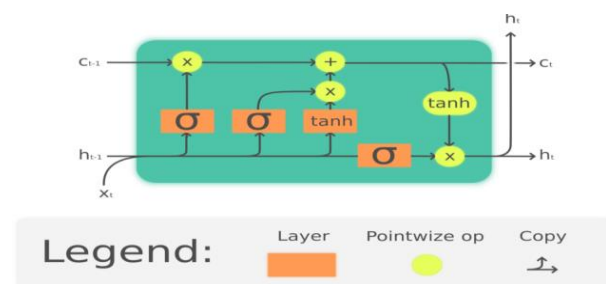 hₜ
cₜ₋₁ × + cₜ
× tanh
σ σ tanh
hₜ₋₁ σ × hₜ
xₜ
Legend:
Layer Pointwize op Copy